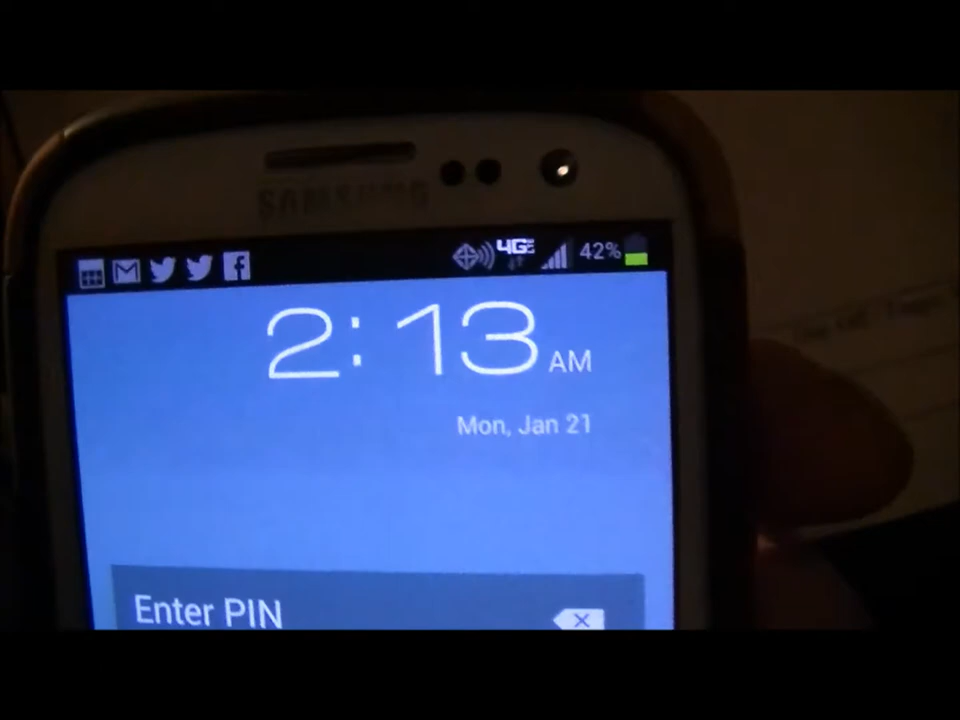 SAMSUNG
4G 42%
2:13 AM
Mon, Jan 21
Enter PIN